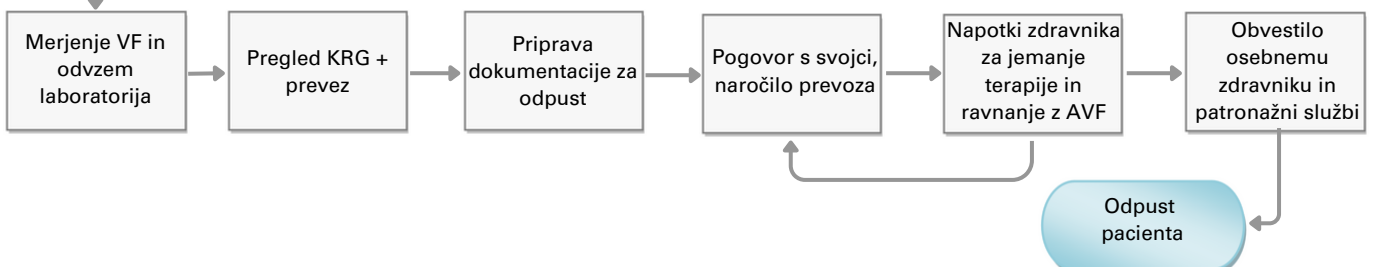 Merjenje VF in
odvzem
laboratorija
Pregled KRG +
prevez
Priprava
dokumentacije za
odpust
Pogovor s svojci,
naročilo prevoza
Napotki zdravnika
za jemanje
terapije in
ravnanje z AVF
Obvestilo
osebnemu
zdravniku in
patronažni službi
Odpust
pacienta